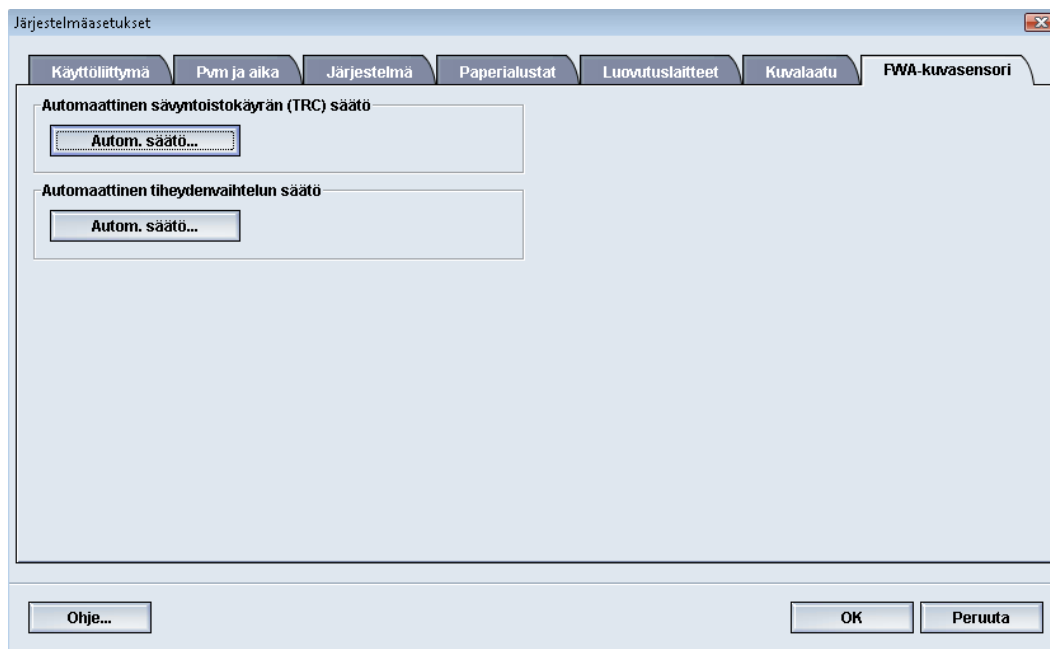 Järjestelmäasetukset
Käyttöliittymä Pvm ja aika Järjestelmä Paperialustat Luovutuslaitteet Kuvalaatu FWA-kuvasensori
Automaattinen sävyntoistokäyrän (TRC) säätö
Autom. säätö...
Automaattinen tiheydenvaihtelun säätö
Autom. säätö...
Ohje... OK Peruuta